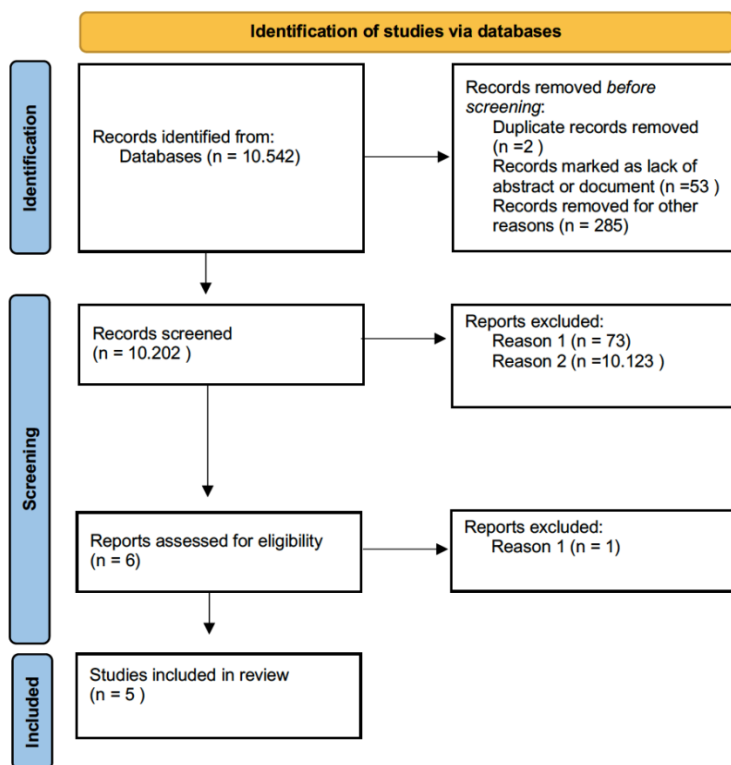 Identification of studies via databases
Identification
Records identified from:
Databases (n = 10.542)
Records removed before
screening:
Duplicate records removed
(n =2 )
Records marked as lack of
abstract or document (n =53 )
Records removed for other
reasons (n = 285)
Screening
Records screened
(n = 10.202 )
Reports excluded:
Reason 1 (n = 73)
Reason 2 (n =10.123 )
Reports assessed for eligibility
(n = 6)
Reports excluded:
Reason 1 (n = 1)
Included
Studies included in review
(n = 5 )